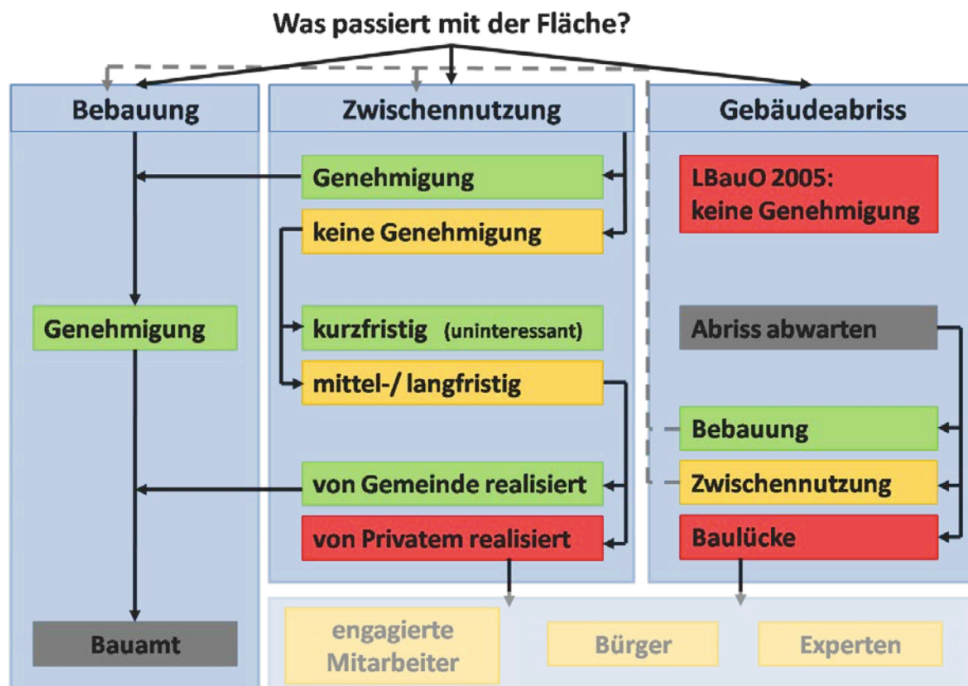 Was passiert mit der Fläche?
Bebauung
Genehmigung
Bauamt
Zwischennutzung
Genehmigung
keine Genehmigung
kurzfristig (uninteressant)
mittel-/ langfristig
von Gemeinde realisiert
von Privatem realisiert
Gebäudeabriss
LBauO 2005:
keine Genehmigung
Abriss abwarten
Bebauung
Zwischennutzung
Baulücke
engagierte
Mitarbeiter
Bürger
Experten